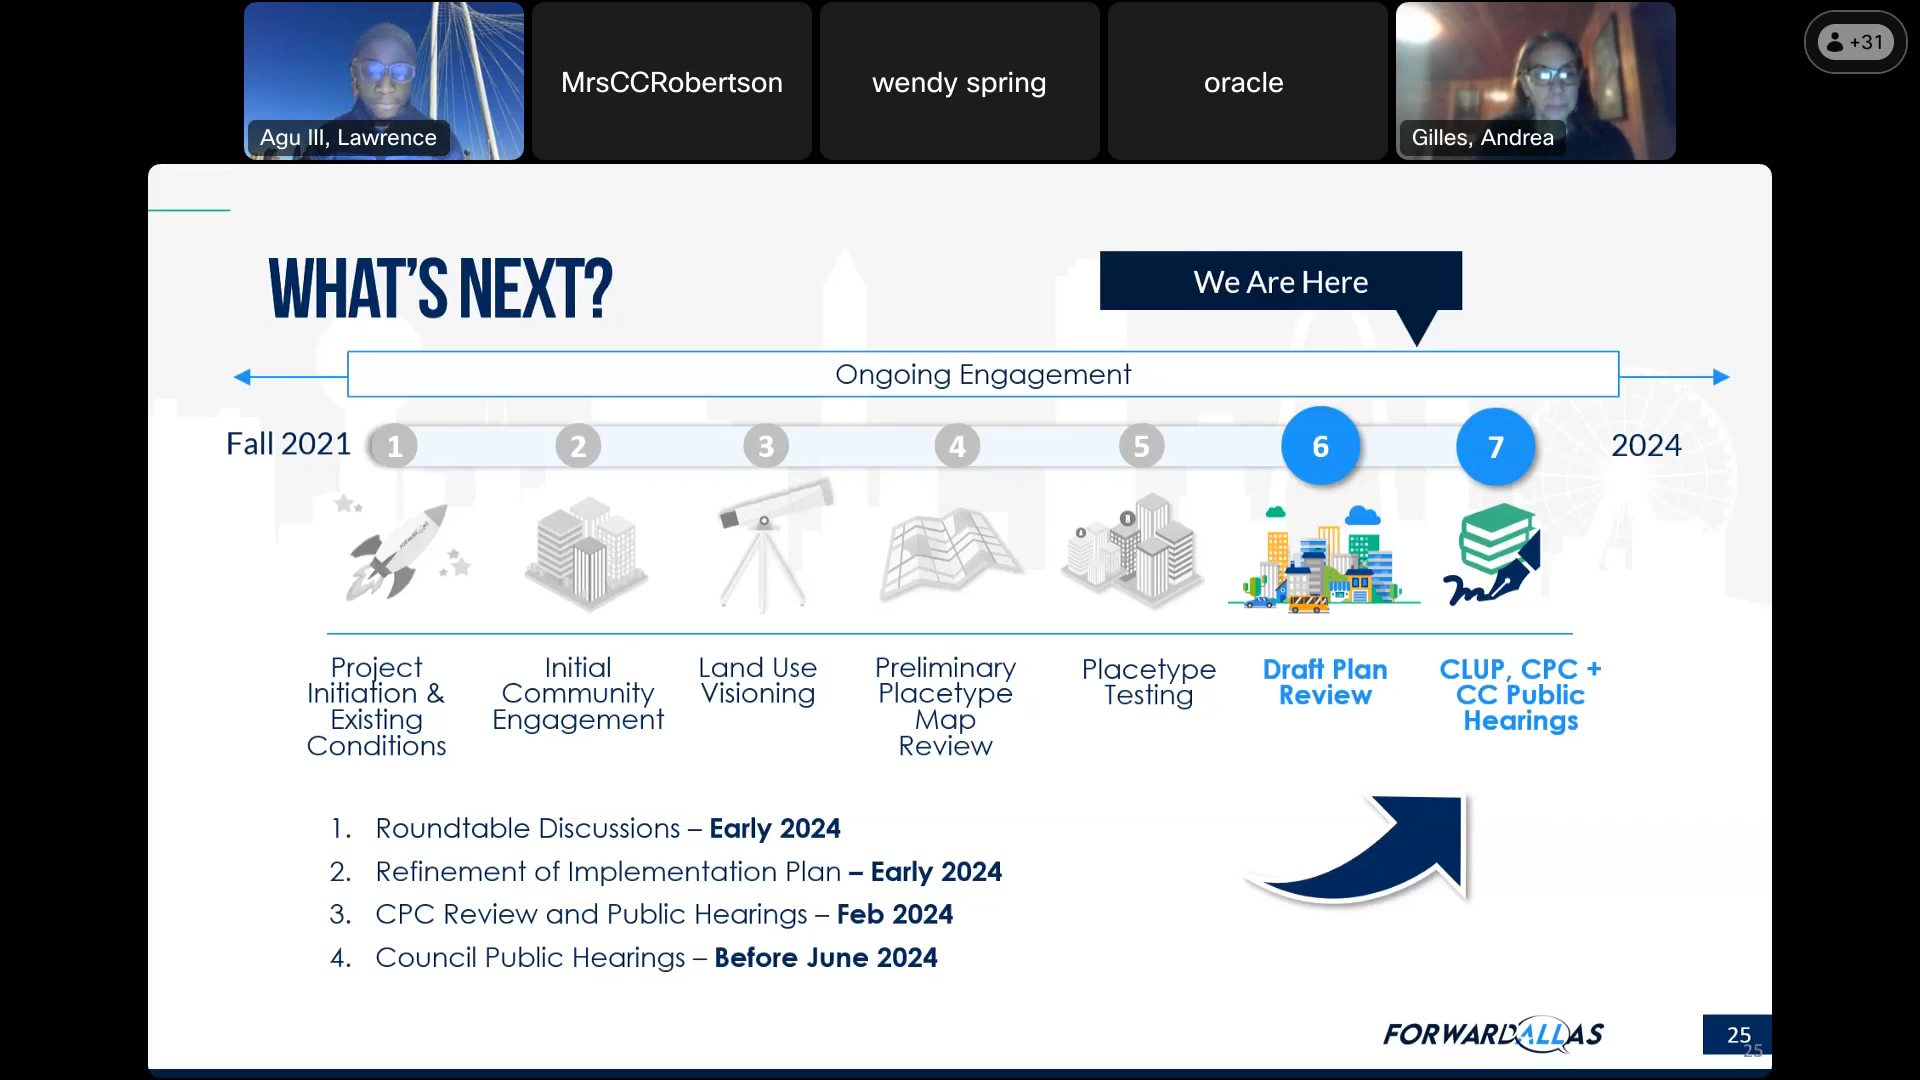 Agu III, Lawrence
MrsCCRobertson
wendy spring
oracle
Gilles, Andrea
+31
WHAT'S NEXT?
We Are Here
Ongoing Engagement
Fall 2021
1
2
3
4
5
6
7
2024
FORWARDALLAS
A
B
Project
Initiation &
Existing
Conditions
Initial
Community
Engagement
Land Use
Visioning
Preliminary
Placetype
Map
Review
Placetype
Testing
Draft Plan
Review
CLUP, CPC +
CC Public
Hearings
1. Roundtable Discussions – Early 2024
2. Refinement of Implementation Plan – Early 2024
3. CPC Review and Public Hearings – Feb 2024
4. Council Public Hearings – Before June 2024
FORWARDALLAS
25
25